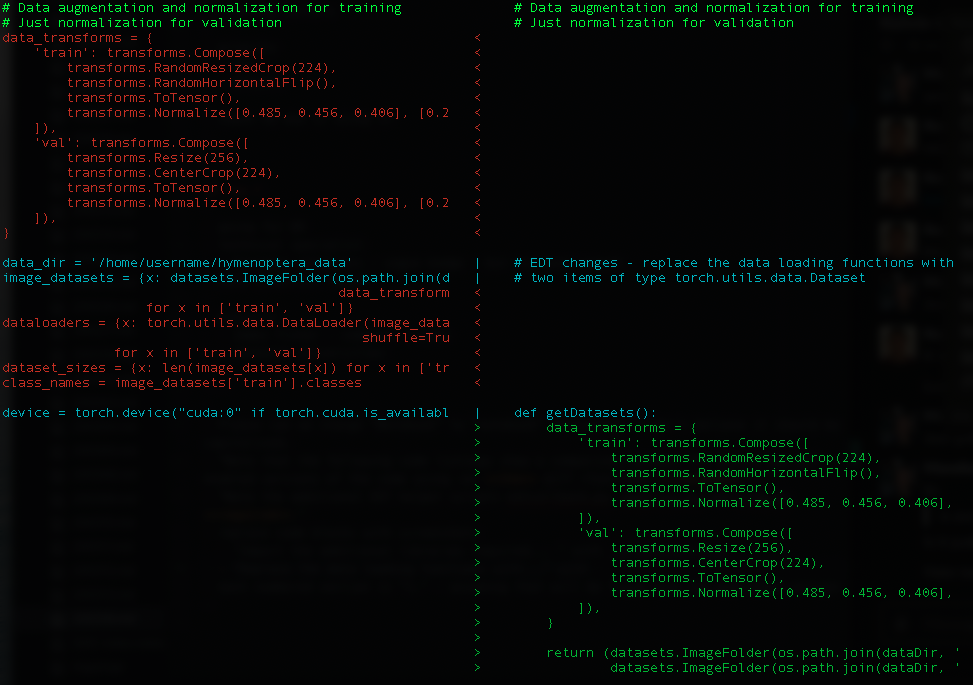 # Data augmentation and normalization for training # Data augmentation and normalization for training
# Just normalization for validation # Just normalization for validation
data_transforms = { <
    'train': transforms.Compose([ <
        transforms.RandomResizedCrop(224), <
        transforms.RandomHorizontalFlip(), <
        transforms.ToTensor(), <
        transforms.Normalize([0.485, 0.456, 0.406], [0.2 <
    ]), <
    'val': transforms.Compose([ <
        transforms.Resize(256), <
        transforms.CenterCrop(224), <
        transforms.ToTensor(), <
        transforms.Normalize([0.485, 0.456, 0.406], [0.2 <
    ]), <
} <
data_dir = '/home/username/hymenoptera_data' | # EDT changes - replace the data loading functions with
image_datasets = {x: datasets.ImageFolder(os.path.join(d | # two items of type torch.utils.data.Dataset
                                          data_transform <
                  for x in ['train', 'val']} <
dataloaders = {x: torch.utils.data.DataLoader(image_data <
                                             shuffle=Tru <
              for x in ['train', 'val']} <
dataset_sizes = {x: len(image_datasets[x]) for x in ['tr <
class_names = image_datasets['train'].classes <
device = torch.device("cuda:0" if torch.cuda.is_availabl | def getDatasets():
>     data_transforms = {
>         'train': transforms.Compose([
>             transforms.RandomResizedCrop(224),
>             transforms.RandomHorizontalFlip(),
>             transforms.ToTensor(),
>             transforms.Normalize([0.485, 0.456, 0.406],
>         ]),
>         'val': transforms.Compose([
>             transforms.Resize(256),
>             transforms.CenterCrop(224),
>             transforms.ToTensor(),
>             transforms.Normalize([0.485, 0.456, 0.406],
>         ]),
>     }
>
>     return (datasets.ImageFolder(os.path.join(dataDir, '
>             datasets.ImageFolder(os.path.join(dataDir, '